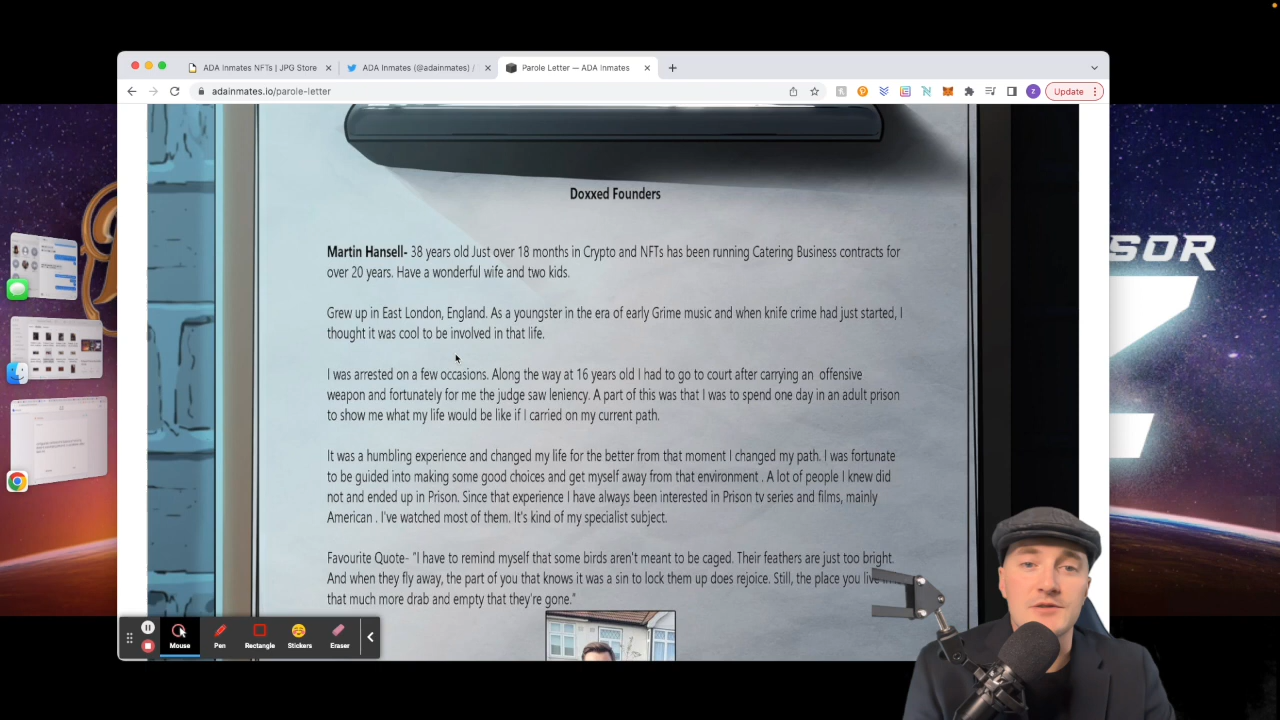 ADA Inmates NFTs | JPG Store
ADA Inmates (@adainmates) /
Parole Letter — ADA Inmates
adainmates.io/parole-letter
Z
Update
Doxxed Founders
Martin Hansell- 38 years old Just over 18 months in Crypto and NFTs has been running Catering Business contracts for
over 20 years. Have a wonderful wife and two kids.
Grew up in East London, England. As a youngster in the era of early Grime music and when knife crime had just started, I
thought it was cool to be involved in that life.
I was arrested on a few occasions. Along the way at 16 years old I had to go to court after carrying an offensive
weapon and fortunately for me the judge saw leniency. A part of this was that I was to spend one day in an adult prison
to show me what my life would be like if I carried on my current path.
It was a humbling experience and changed my life for the better from that moment I changed my path. I was fortunate
to be guided into making some good choices and get myself away from that environment . A lot of people I knew did
not and ended up in Prison. Since that experience I have always been interested in Prison tv series and films, mainly
American . I've watched most of them. It's kind of my specialist subject.
Favourite Quote- "I have to remind myself that some birds aren't meant to be caged. Their feathers are just too bright.
And when they fly away, the part of you that knows it was a sin to lock them up does rejoice. Still, the place you live
that much more drab and empty that they're gone."
Mouse
Pen
Rectangle
Stickers
Eraser
SOR